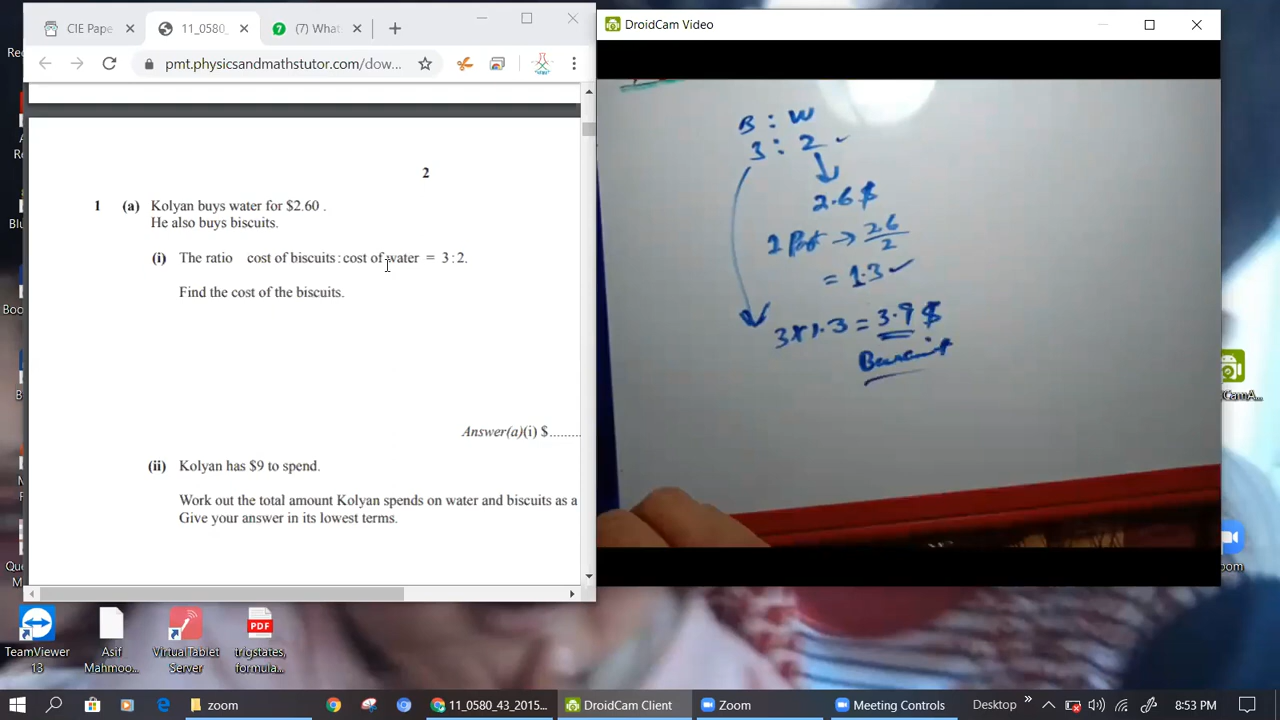 CIE Pape
11_0580_
(7) What:
DroidCam Video
pmt.physicsandmathstutor.com/dow...
2
1 (a) Kolyan buys water for $2.60 .
He also buys biscuits.
(i) The ratio cost of biscuits : cost of water = 3 : 2.
Find the cost of the biscuits.
Answer(a)(i) $.........
(ii) Kolyan has $9 to spend.
Work out the total amount Kolyan spends on water and biscuits as a
Give your answer in its lowest terms.
B : W
3 : 2
2.6 $
1 Part → 2.6/2
= 1.3
3 x 1.3 = 3.9 $
TeamViewer
13
Asif
Mahmoo...
VirtualTablet
Server
PDF
trigstates,
formula...
zoom
11_0580_43_2015...
DroidCam Client
Zoom
Meeting Controls
Desktop
8:53 PM